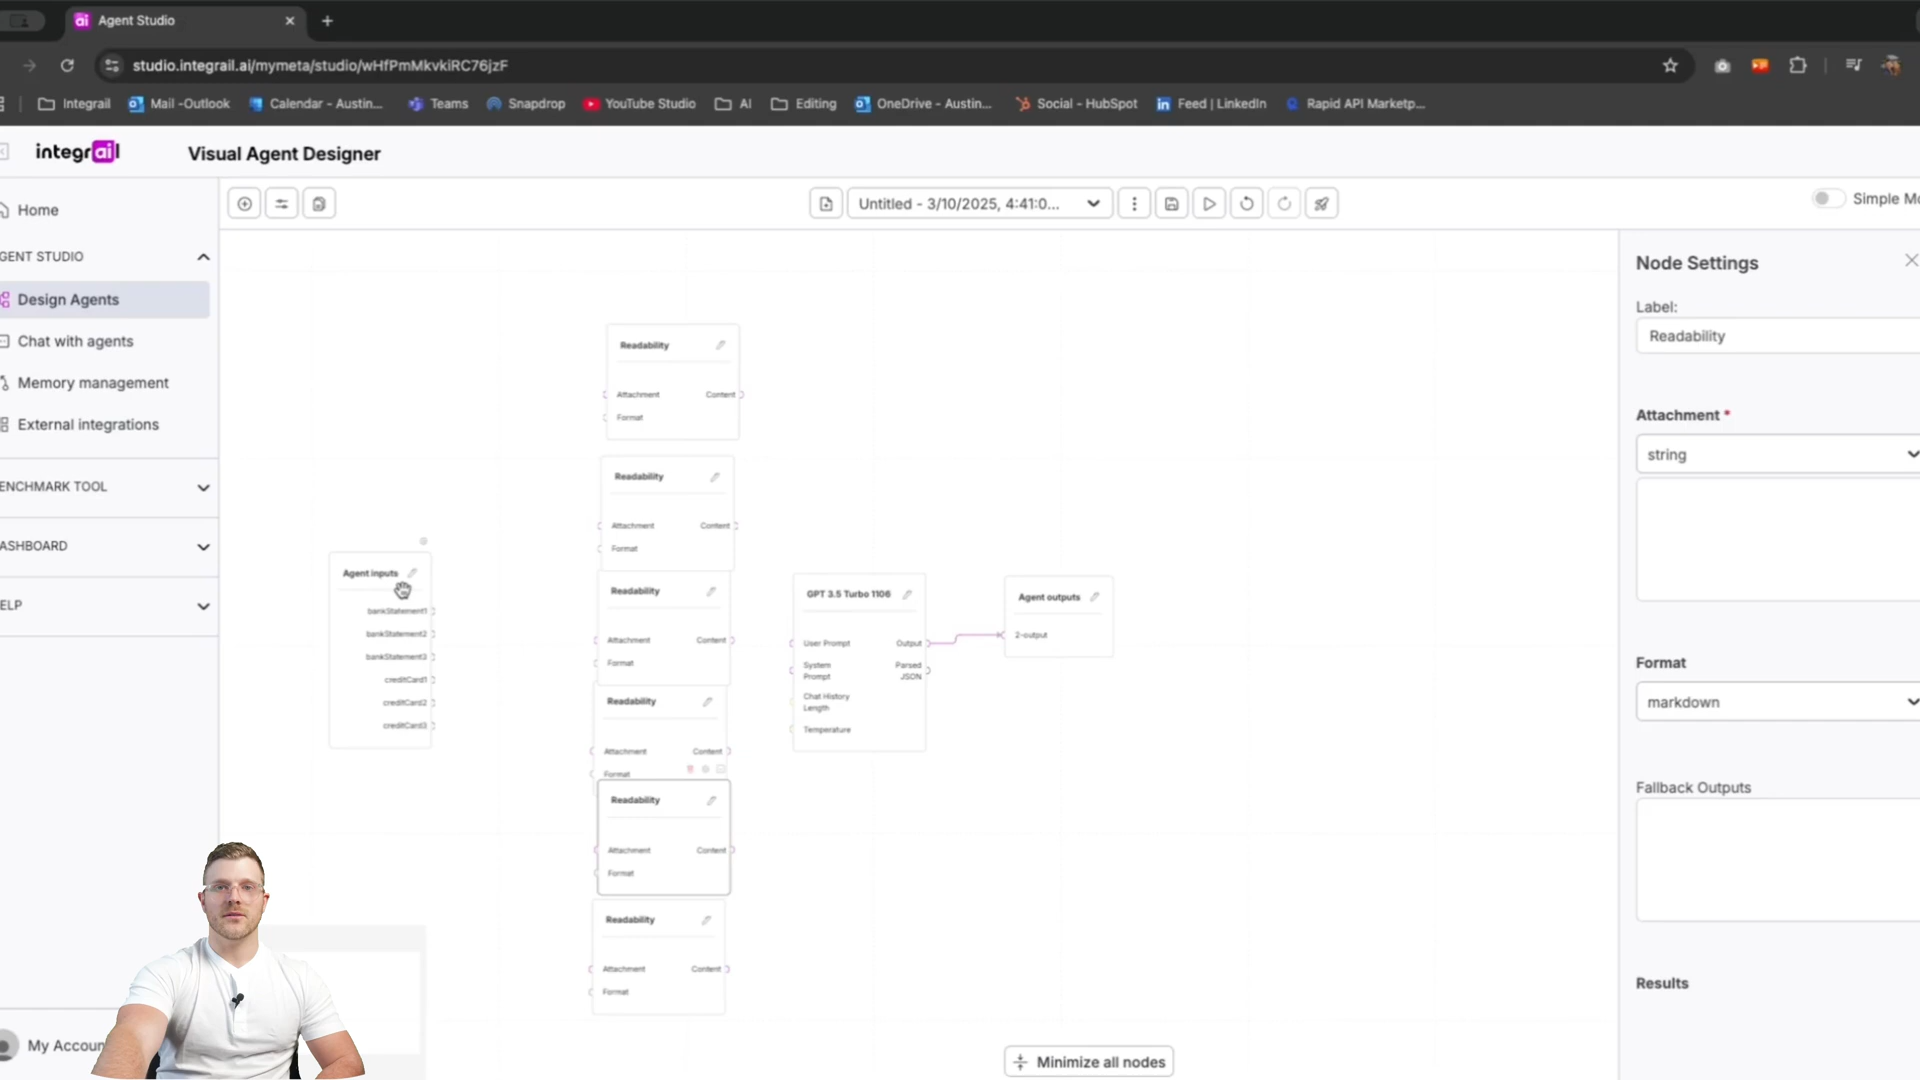 Agent Studio
studio.integrail.ai/mymeta/studio/wHfPmMkvkiRC76jzF
Integrail
Mail -Outlook
Calendar - Austin...
Teams
Snapdrop
YouTube Studio
AI
Editing
OneDrive - Austin...
Social - HubSpot
Feed | LinkedIn
Rapid API Marketp...
integrail
Visual Agent Designer
Untitled - 3/10/2025, 4:41:0...
Simple Mo
Home
GENT STUDIO
Design Agents
Chat with agents
Memory management
External integrations
ENCHMARK TOOL
ASHBOARD
ELP
My Accoun
Agent inputs
bankStatement1
bankStatement2
bankStatement3
creditCard1
creditCard2
creditCard3
Readability
Attachment Content
Format
Readability
Attachment Content
Format
Readability
Attachment Content
Format
Readability
Attachment Content
Format
Readability
Attachment Content
Format
Readability
Attachment Content
Format
GPT 3.5 Turbo 1106
User Prompt Output
System Parsed
Prompt JSON
Chat History
Length
Temperature
Agent outputs
2-output
Minimize all nodes
Node Settings
Label:
Readability
Attachment *
string
Format
markdown
Fallback Outputs
Results